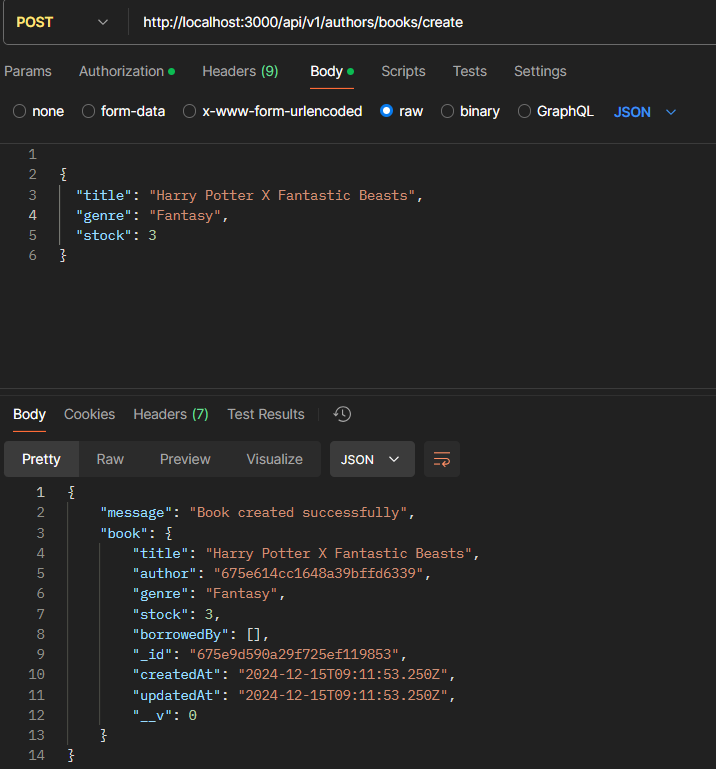 POST http://localhost:3000/api/v1/authors/books/create
Params Authorization Headers (9) Body Scripts Tests Settings
none form-data x-www-form-urlencoded raw binary GraphQL JSON
1
2 {
3 "title": "Harry Potter X Fantastic Beasts",
4 "genre": "Fantasy",
5 "stock": 3
6 }
Body Cookies Headers (7) Test Results
Pretty Raw Preview Visualize JSON
1 {
2 "message": "Book created successfully",
3 "book": {
4 "title": "Harry Potter X Fantastic Beasts",
5 "author": "675e614cc1648a39bffd6339",
6 "genre": "Fantasy",
7 "stock": 3,
8 "borrowedBy": [],
9 "_id": "675e9d590a29f725ef119853",
10 "createdAt": "2024-12-15T09:11:53.250Z",
11 "updatedAt": "2024-12-15T09:11:53.250Z",
12 "__v": 0
13 }
14 }